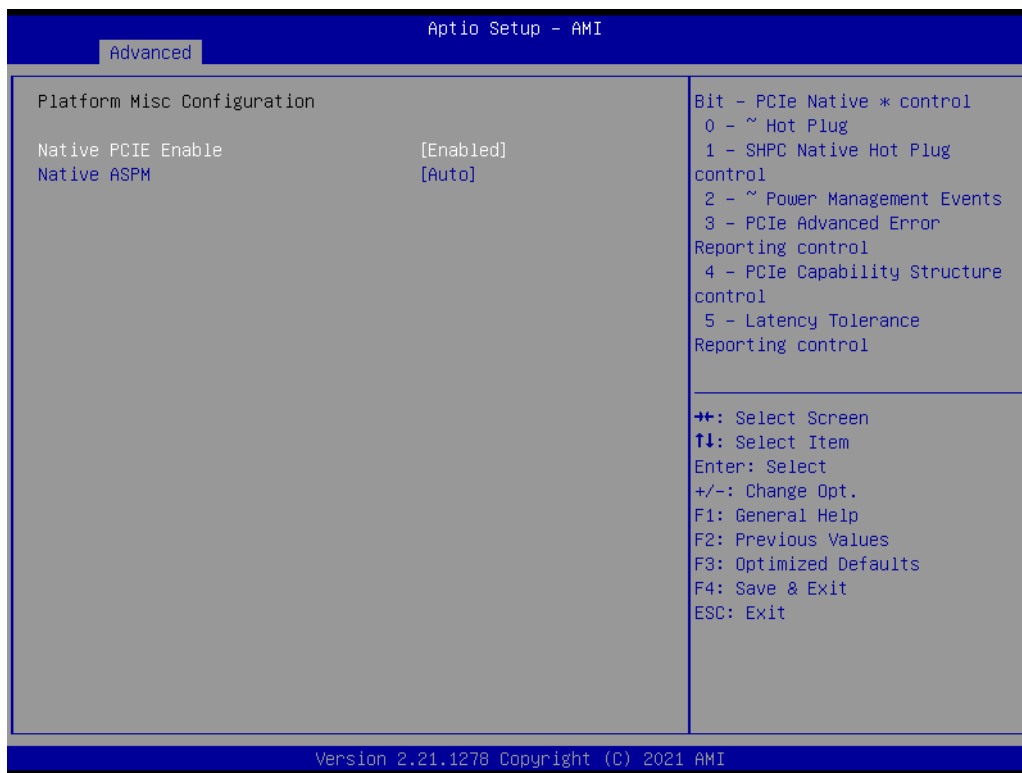 Aptio Setup – AMI
Advanced
Platform Misc Configuration
Native PCIE Enable [Enabled]
Native ASPM [Auto]
Bit – PCIe Native * control
0 – ~ Hot Plug
1 – SHPC Native Hot Plug
control
2 – ~ Power Management Events
3 – PCIe Advanced Error
Reporting control
4 – PCIe Capability Structure
control
5 – Latency Tolerance
Reporting control
→←: Select Screen
↑↓: Select Item
Enter: Select
+/-: Change Opt.
F1: General Help
F2: Previous Values
F3: Optimized Defaults
F4: Save & Exit
ESC: Exit
Version 2.21.1278 Copyright (C) 2021 AMI